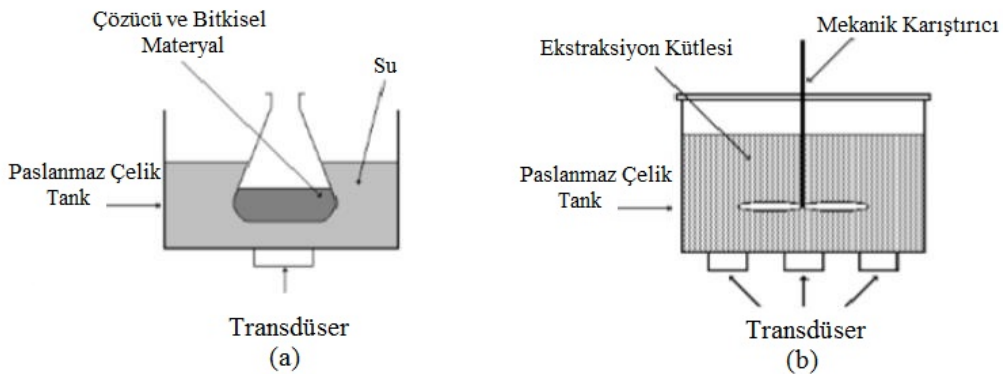 Çözücü ve Bitkisel
Materyal
Su
Paslanmaz Çelik
Tank
Transdüser
(a)
Mekanik Karıştırıcı
Ekstraksiyon Kütlesi
Paslanmaz Çelik
Tank
Transdüser
(b)